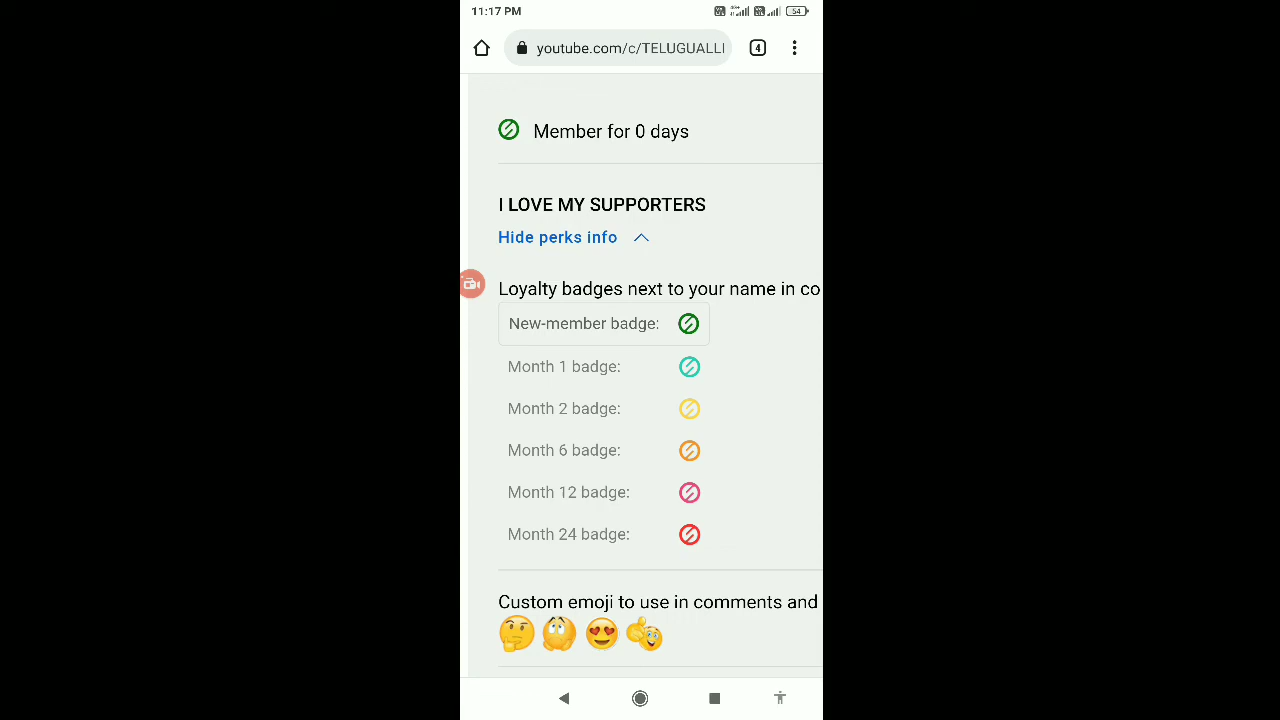 11:17 PM
54
youtube.com/c/TELUGUALLI
4
Member for 0 days
I LOVE MY SUPPORTERS
Hide perks info
Loyalty badges next to your name in co
New-member badge:
Month 1 badge:
Month 2 badge:
Month 6 badge:
Month 12 badge:
Month 24 badge:
Custom emoji to use in comments and